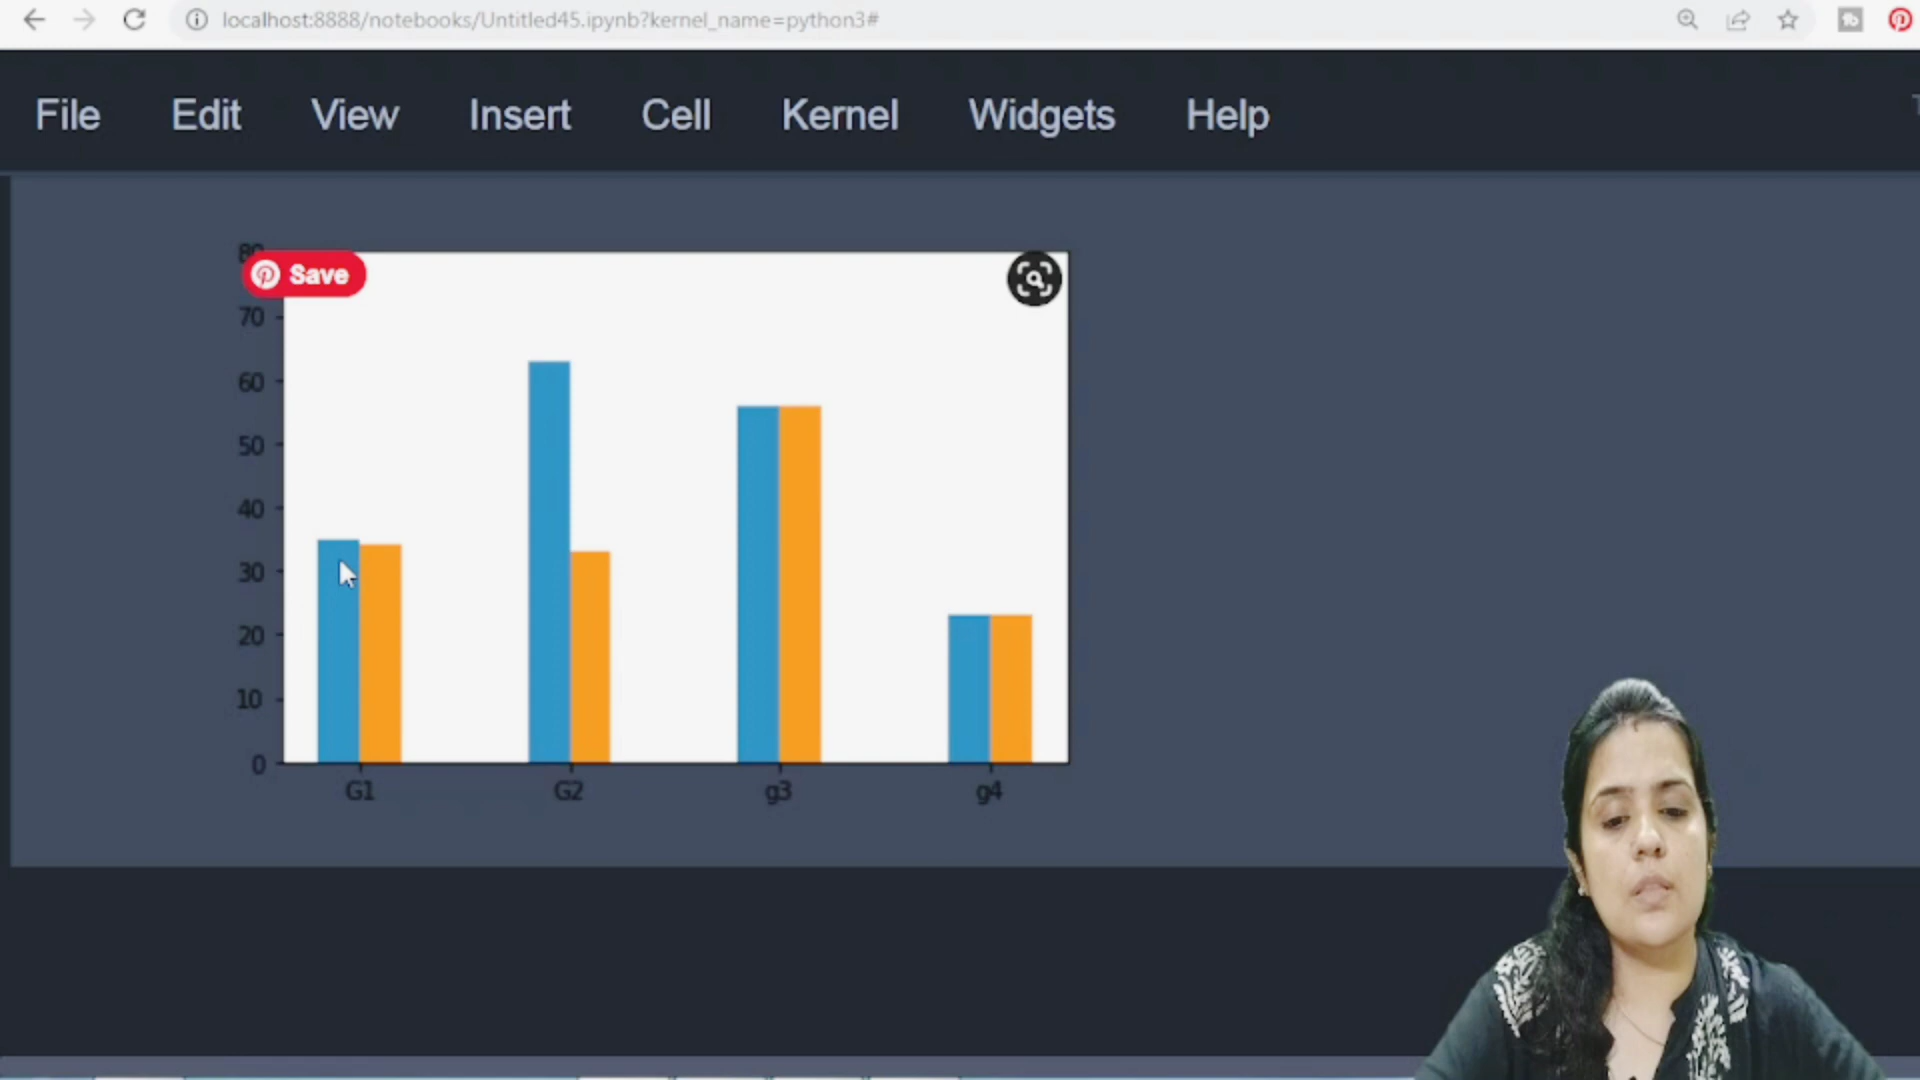 localhost:8888/notebooks/Untitled45.ipynb?kernel_name=python3#
File Edit View Insert Cell Kernel Widgets Help
80
Save
70
60
50
40
30
20
10
0
G1 G2 g3 g4